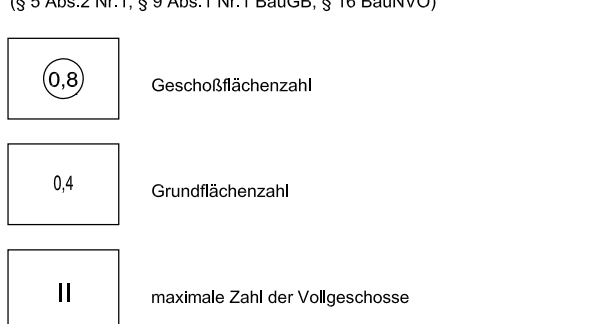 (§ 5 Abs.2 Nr.1, § 9 Abs.1 Nr.1 BauGB, § 16 BauNVO)
0,8 Geschoßflächenzahl
0,4 Grundflächenzahl
II maximale Zahl der Vollgeschosse